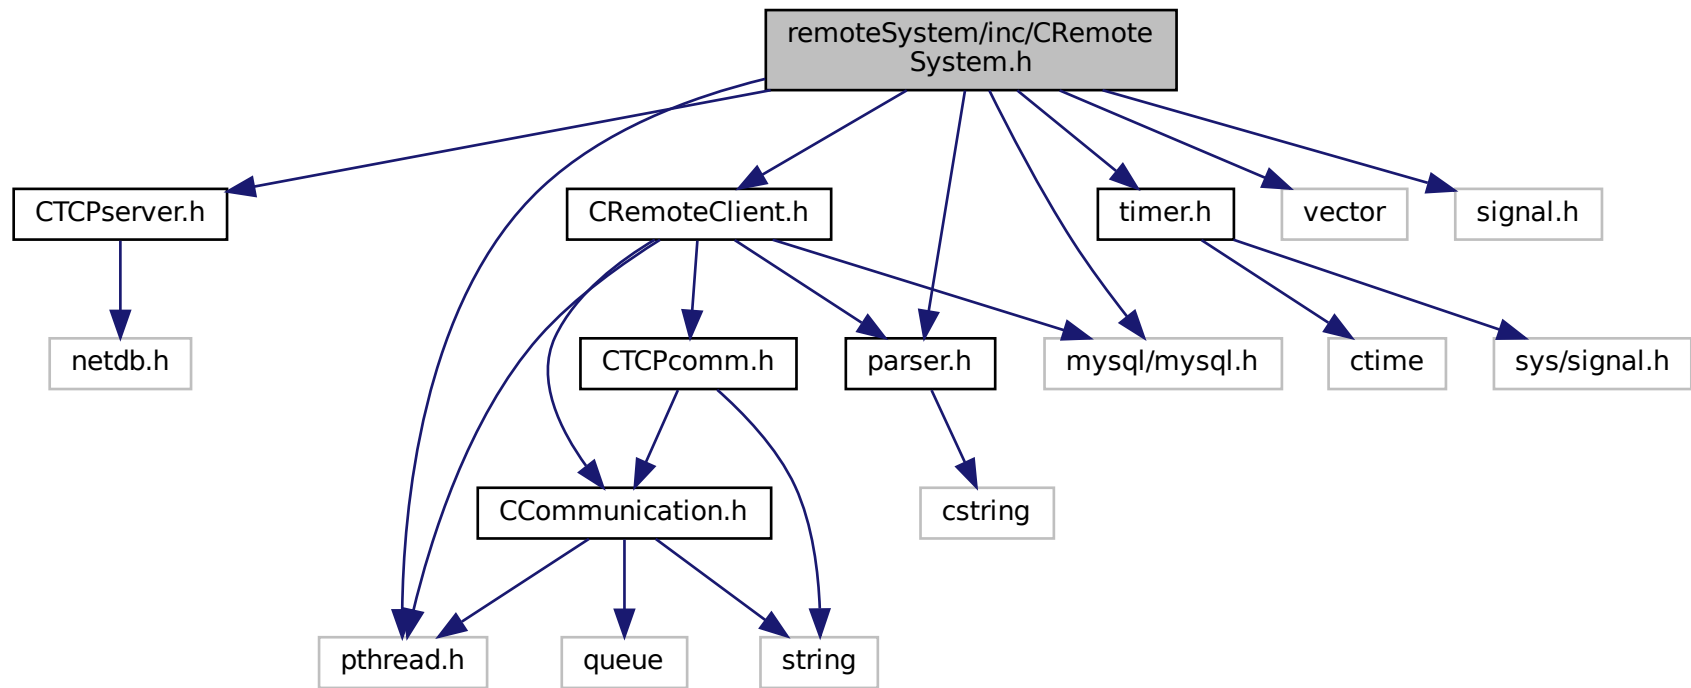 remoteSystem/inc/CRemote
System.h
CTCPserver.h
CRemoteClient.h
timer.h
vector
signal.h
netdb.h
CTCPcomm.h
parser.h
mysql/mysql.h
ctime
sys/signal.h
CCommunication.h
cstring
pthread.h
queue
string